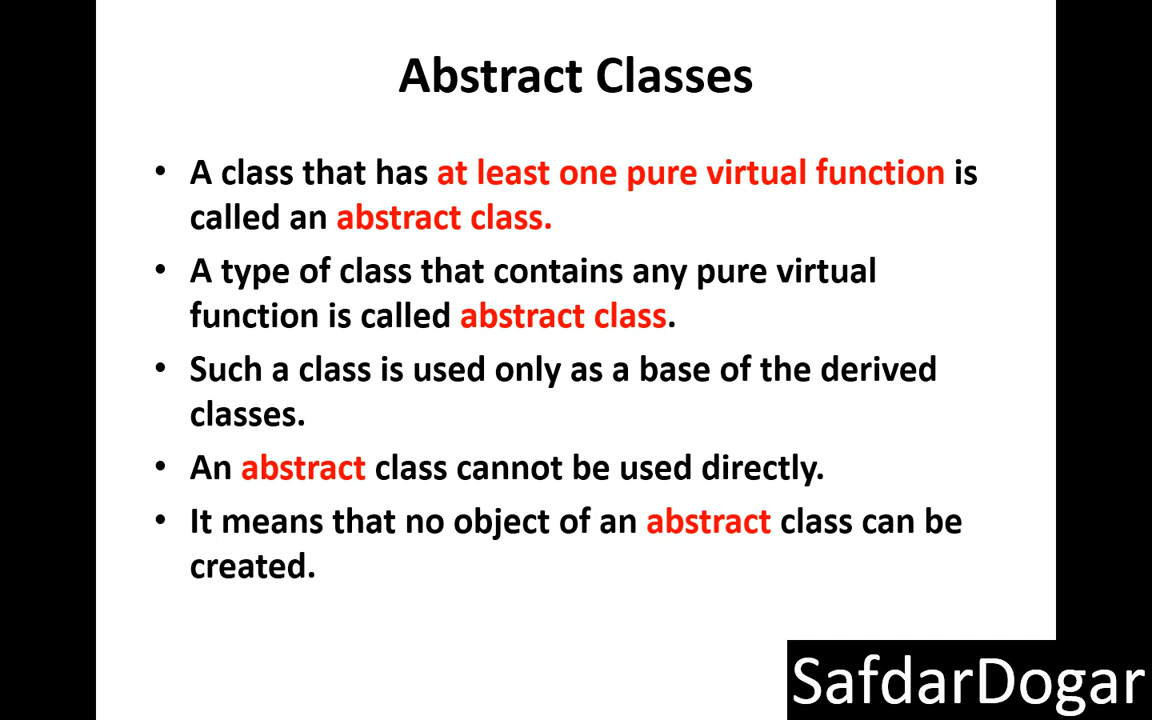 Abstract Classes
• A class that has at least one pure virtual function is
called an abstract class.
• A type of class that contains any pure virtual
function is called abstract class.
• Such a class is used only as a base of the derived
classes.
• An abstract class cannot be used directly.
• It means that no object of an abstract class can be
created.
SafdarDogar